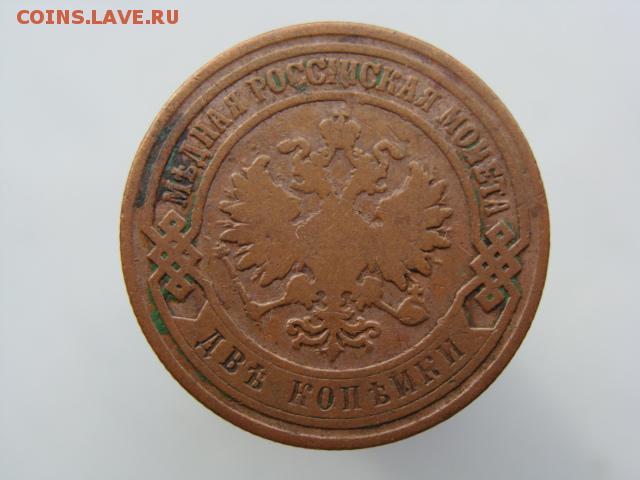 COINS.LAVE.RU
МѢДНАЯ РОССІЙСКАЯ МОНЕТА
ДВѢ КОПѢЙКИ